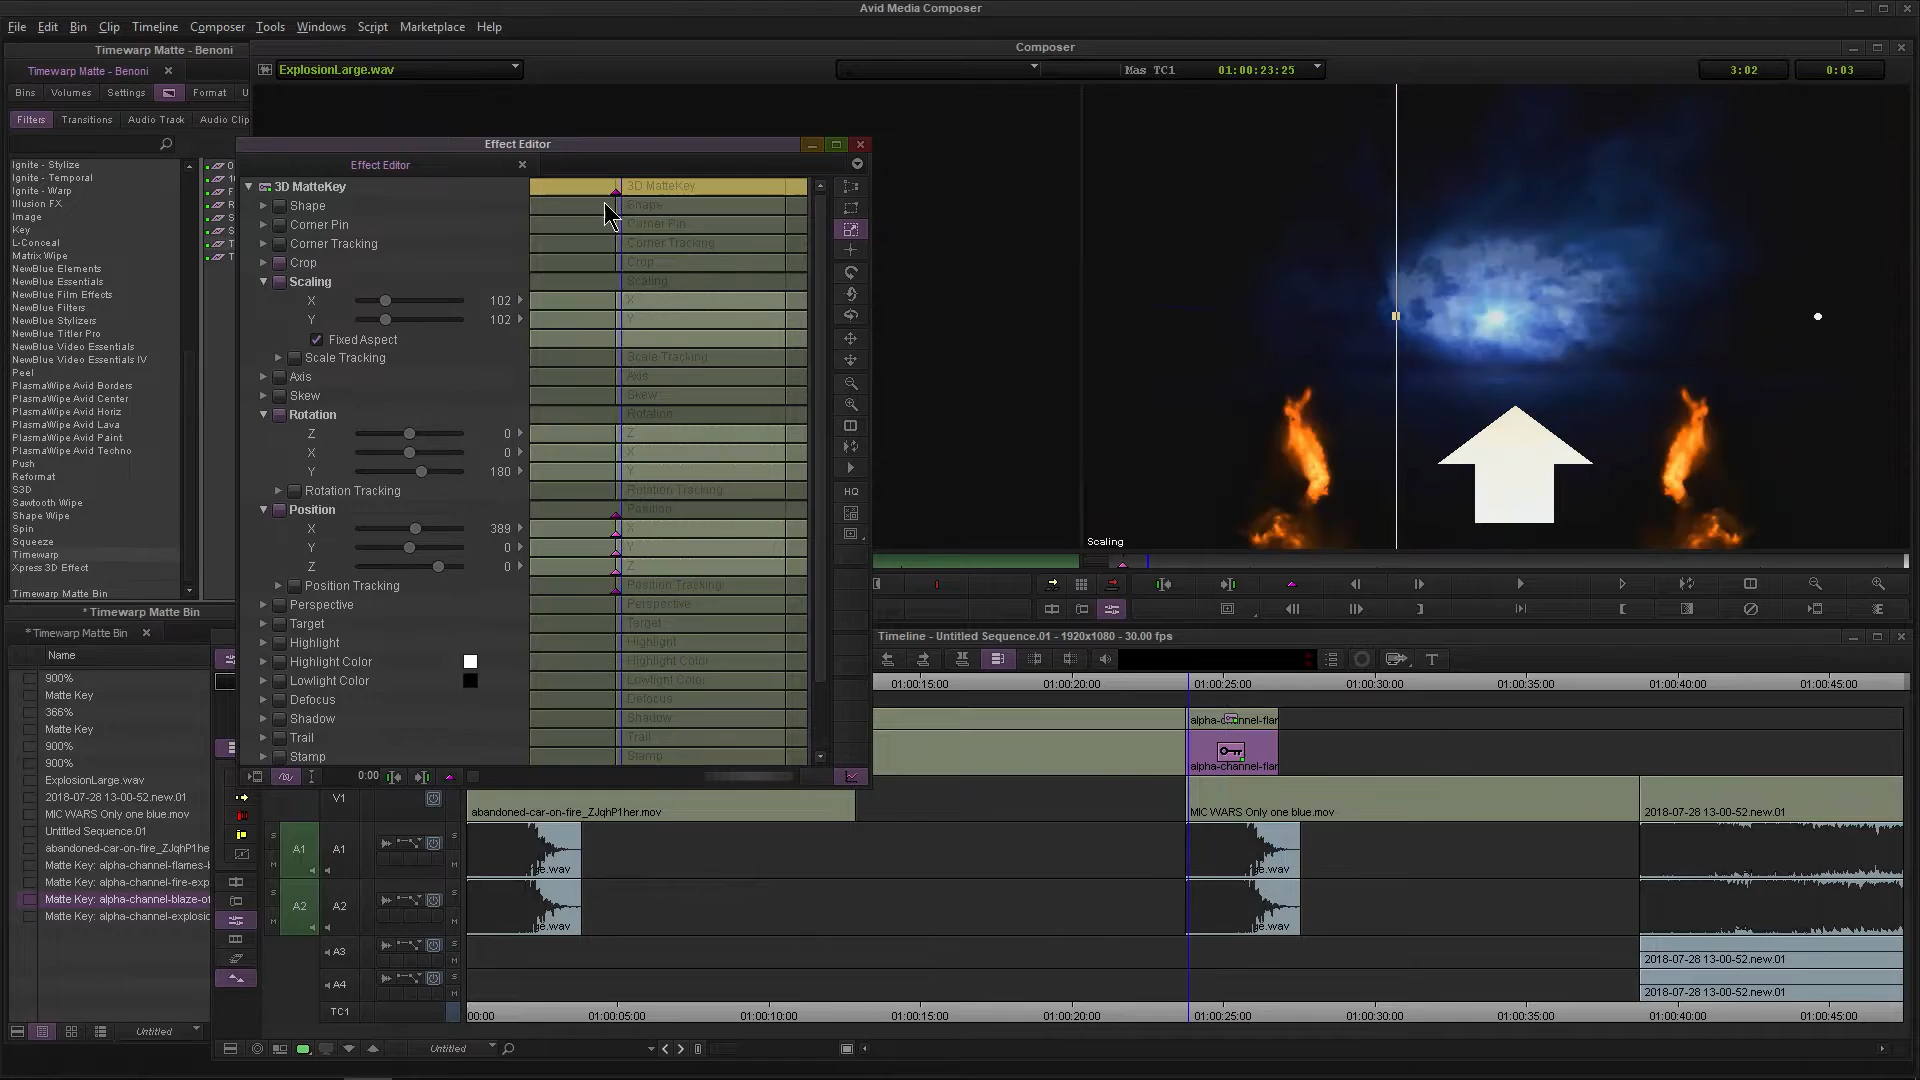 Avid Media Composer
File Edit Bin Clip Timeline Composer Tools Windows Script Marketplace Help
Timewarp Matte - Benoni
Composer
Timewarp Matte - Benoni
ExplosionLarge.wav
Mas TC1 01:00:23:25
3:02
0:03
Bins Volumes Settings Format
Filters Transitions Audio Track Audio Clip
Effect Editor
Effect Editor
Ignite - Stylize
Ignite - Temporal
Ignite - Warp
Illusion FX
Image
Key
L-Conceal
Matrix Wipe
NewBlue Elements
NewBlue Essentials
NewBlue Film Effects
NewBlue Filters
NewBlue Stylizers
NewBlue Titler Pro
NewBlue Video Essentials
NewBlue Video Essentials IV
Peel
PlasmaWipe Avid Borders
PlasmaWipe Avid Center
PlasmaWipe Avid Horiz
PlasmaWipe Avid Lava
PlasmaWipe Avid Paint
PlasmaWipe Avid Techno
Push
Reformat
S3D
Sawtooth Wipe
Shape Wipe
Spin
Squeeze
Timewarp
Xpress 3D Effect
Timewarp Matte Bin
3D MatteKey 3D MatteKey
Shape Shape
Corner Pin Corner Pin
Corner Tracking Corner Tracking
Crop Crop
Scaling Scaling
X 102 X
Y 102 Y
Fixed Aspect
Scale Tracking Scale Tracking
Axis Axis
Skew Skew
Rotation Rotation
Z 0 Z
X 0 X
Y 180 Y
Rotation Tracking Rotation Tracking
Position Position
X 389 X
Y 0 Y
Z 0 Z
Position Tracking Position Tracking
Perspective Perspective
Target Target
Highlight Highlight
Highlight Color Highlight Color
Lowlight Color Lowlight Color
Defocus Defocus
Shadow Shadow
Trail Trail
Stamp Stamp
0:00
HQ
Scaling
* Timewarp Matte Bin
* Timewarp Matte Bin
Name
900%
Matte Key
366%
Matte Key
900%
900%
ExplosionLarge.wav
2018-07-28 13-00-52.new.01
MIC WARS Only one blue.mov
Untitled Sequence.01
abandoned-car-on-fire_ZJqhP1he
Matte Key: alpha-channel-flames-
Matte Key: alpha-channel-fire-exp
Matte Key: alpha-channel-blaze-of
Matte Key: alpha-channel-explosio
Untitled
Timeline - Untitled Sequence.01 - 1920x1080 - 30.00 fps
01:00:15:00 01:00:20:00 01:00:25:00 01:00:30:00 01:00:35:00 01:00:40:00 01:00:45:00
alpha-channel-flar
alpha-channel-flar
V1
abandoned-car-on-fire_ZJqhP1her.mov
MIC WARS Only one blue.mov
2018-07-28 13-00-52.new.01
A1 A1
ge.wav ge.wav
A2 A2
ge.wav ge.wav
A3
2018-07-28 13-00-52.new.01
A4
2018-07-28 13-00-52.new.01
TC1
00:00 01:00:05:00 01:00:10:00 01:00:15:00 01:00:20:00 01:00:25:00 01:00:30:00 01:00:35:00 01:00:40:00 01:00:45:00
Untitled